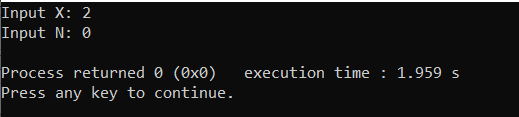 Input X: 2
Input N: 0
Process returned 0 (0x0)   execution time : 1.959 s
Press any key to continue.